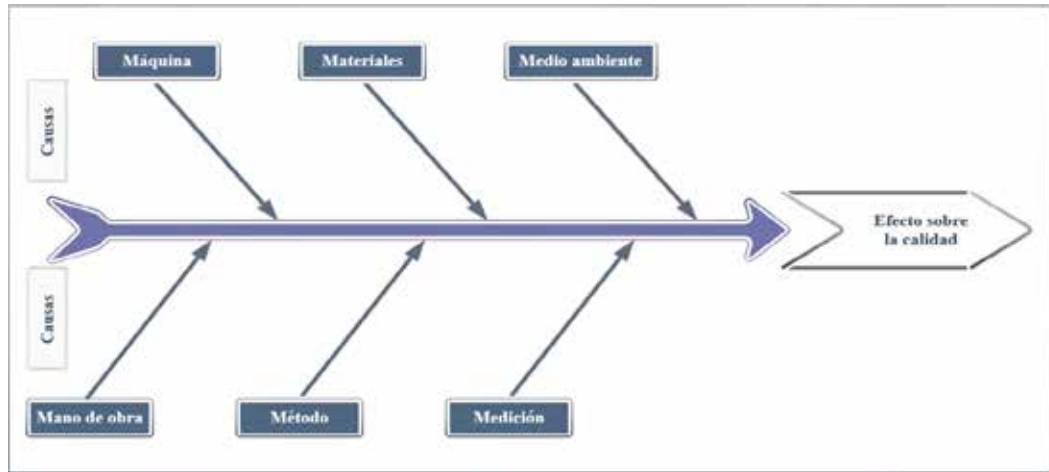 Máquina
Materiales
Medio ambiente
Causas
Efecto sobre
la calidad
Causas
Mano de obra
Método
Medición